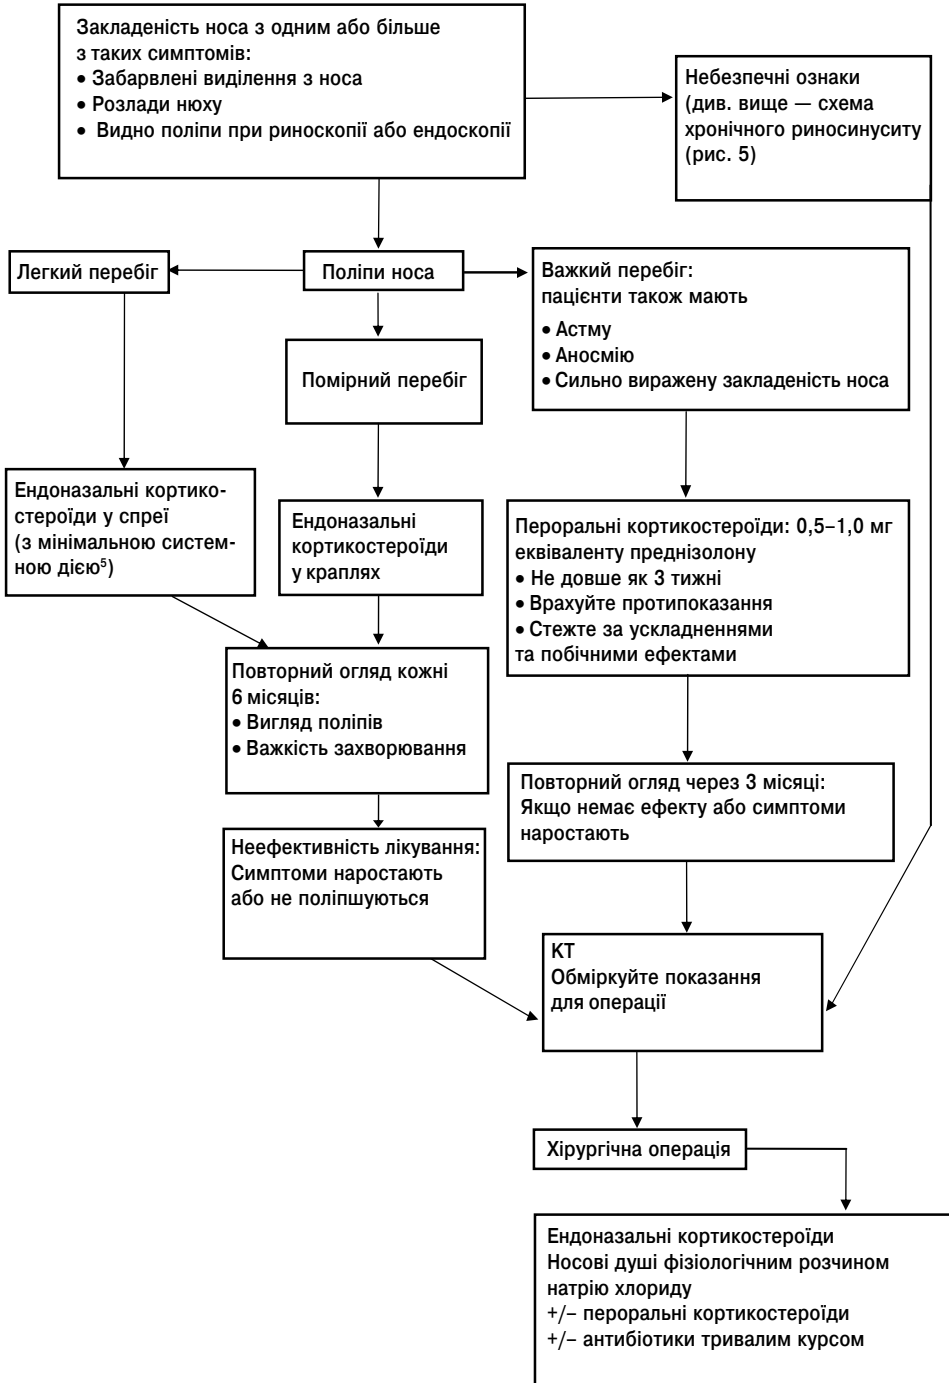 Закладеність носа з одним або більше
з таких симптомів:
• Забарвлені виділення з носа
• Розлади нюху
• Видно поліпи при риноскопії або ендоскопії
Небезпечні ознаки
(див. вище — схема
хронічного риносинуситу
(рис. 5)
Легкий перебіг
Поліпи носа
Важкий перебіг:
пацієнти також мають
• Астму
• Аносмію
• Сильно виражену закладеність носа
Помірний перебіг
Ендоназальні кортико-
стероїди у спреї
(з мінімальною систем-
ною дією⁵)
Ендоназальні
кортикостероїди
у краплях
Пероральні кортикостероїди: 0,5–1,0 мг
еквіваленту преднізолону
• Не довше як 3 тижні
• Врахуйте протипоказання
• Стежте за ускладненнями
та побічними ефектами
Повторний огляд кожні
6 місяців:
• Вигляд поліпів
• Важкість захворювання
Повторний огляд через 3 місяці:
Якщо немає ефекту або симптоми
наростають
Неефективність лікування:
Симптоми наростають
або не поліпшуються
КТ
Обміркуйте показання
для операції
Хірургічна операція
Ендоназальні кортикостероїди
Носові душі фізіологічним розчином
натрію хлориду
+/– пероральні кортикостероїди
+/– антибіотики тривалим курсом